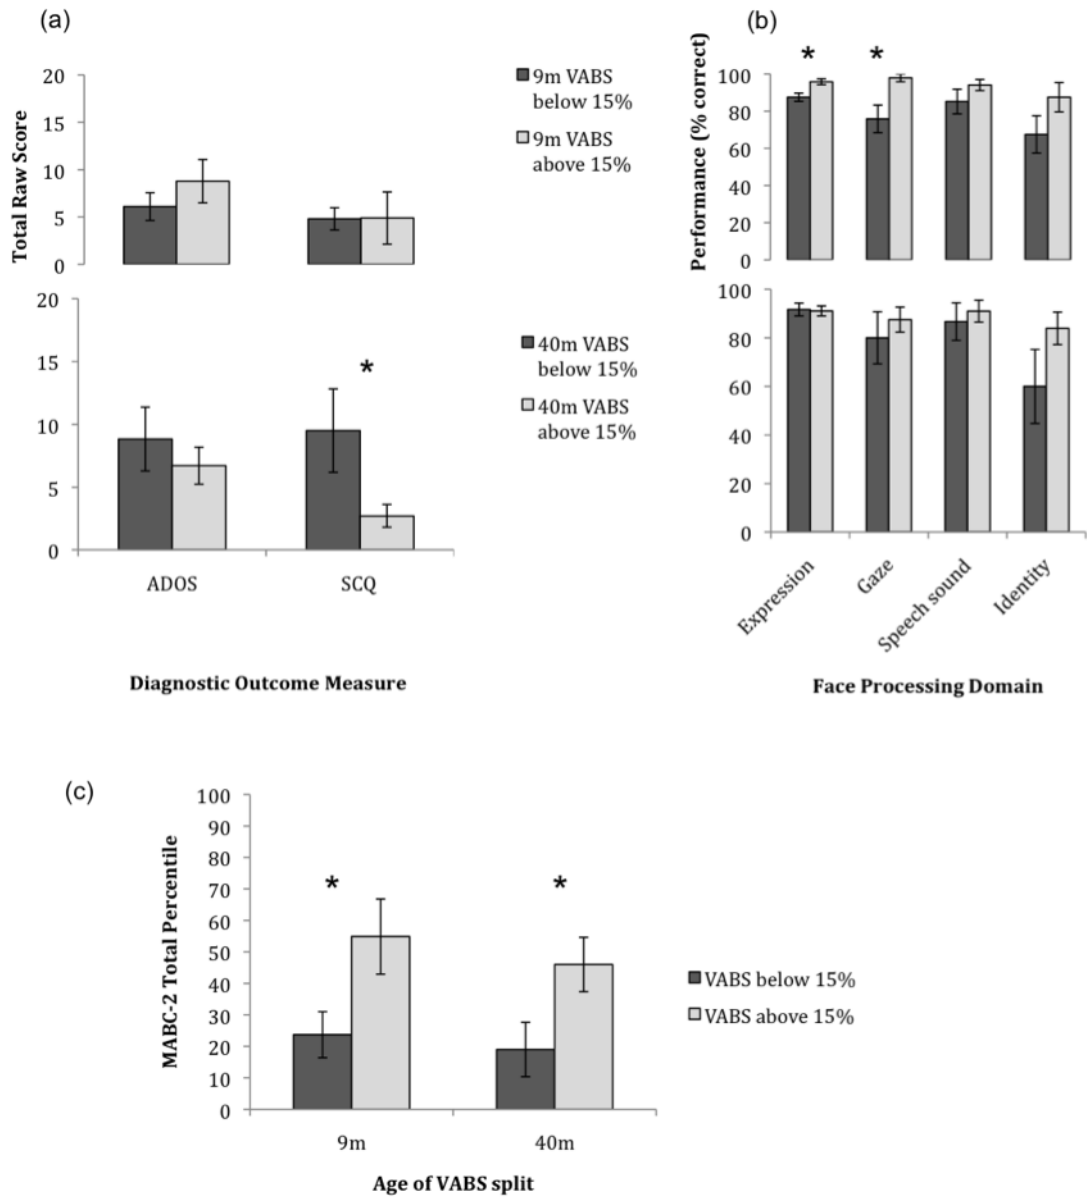 (a)
Total Raw Score
20
15
10
5
0
9m VABS
below 15%
9m VABS
above 15%
20
15
10
5
0
*
40m VABS
below 15%
40m VABS
above 15%
ADOS
SCQ
Diagnostic Outcome Measure
(b)
Performance (% correct)
*
*
100
80
60
40
20
0
100
80
60
40
20
0
Expression
Gaze
Speech sound
Identity
Face Processing Domain
(c)
MABC-2 Total Percentile
100
90
80
70
60
50
40
30
20
10
0
*
*
VABS below 15%
VABS above 15%
9m
40m
Age of VABS split